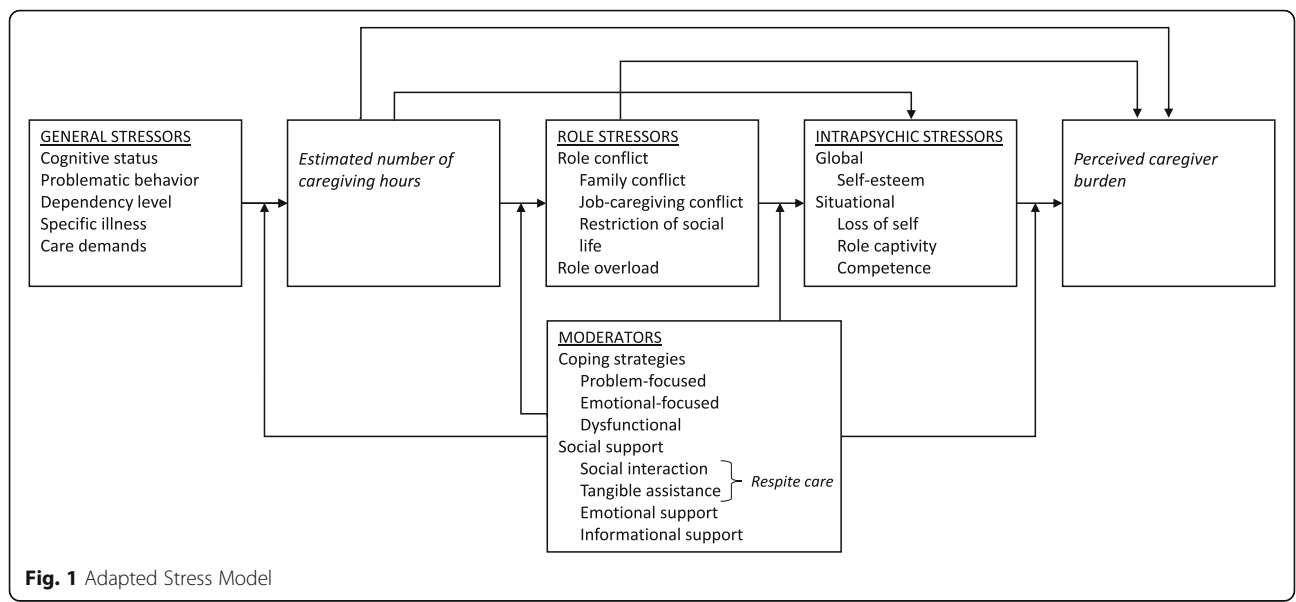 GENERAL STRESSORS
Cognitive status
Problematic behavior
Dependency level
Specific illness
Care demands
Estimated number of
caregiving hours
ROLE STRESSORS
Role conflict
Family conflict
Job-caregiving conflict
Restriction of social
life
Role overload
INTRAPSYCHIC STRESSORS
Global
Self-esteem
Situational
Loss of self
Role captivity
Competence
Perceived caregiver
burden
MODERATORS
Coping strategies
Problem-focused
Emotional-focused
Dysfunctional
Social support
Social interaction
Tangible assistance
Respite care
Emotional support
Informational support
Fig. 1 Adapted Stress Model